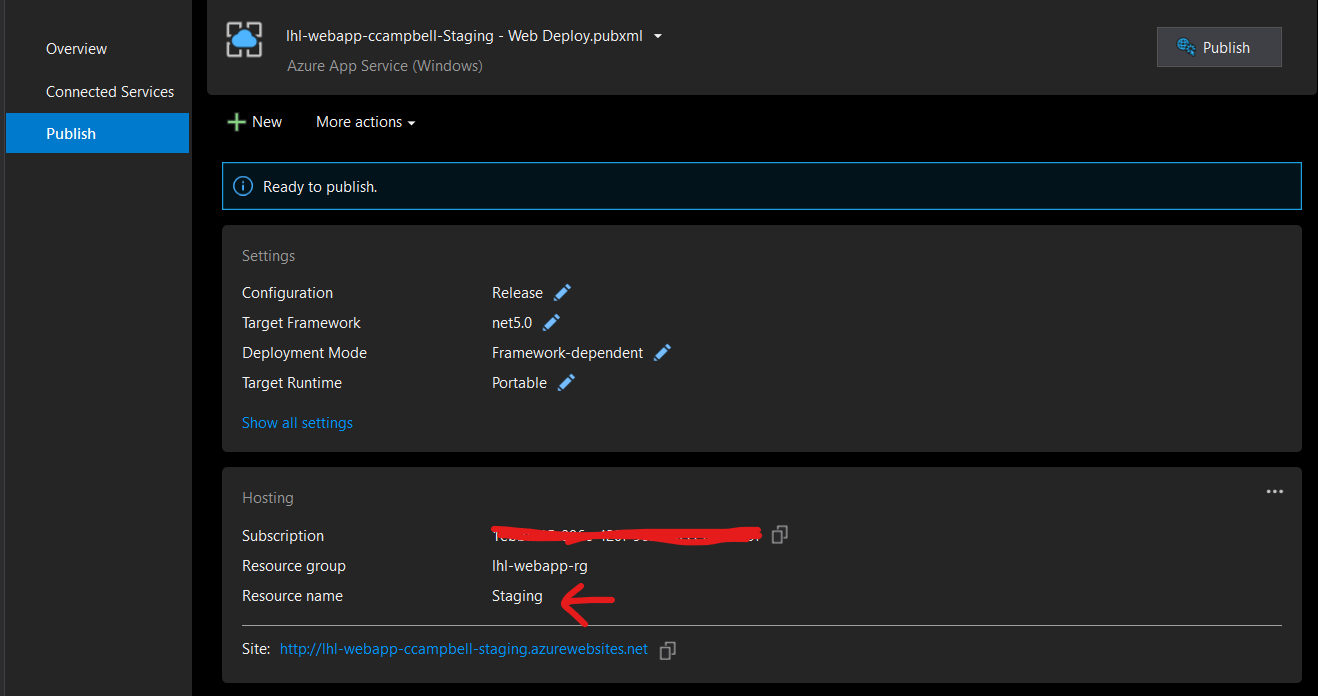 Overview
Connected Services
Publish
lhl-webapp-ccampbell-Staging - Web Deploy.pubxml
Azure App Service (Windows)
Publish
New
More actions
Ready to publish.
Settings
Configuration Release
Target Framework net5.0
Deployment Mode Framework-dependent
Target Runtime Portable
Show all settings
Hosting
Subscription
Resource group lhl-webapp-rg
Resource name Staging
Site: http://lhl-webapp-ccampbell-staging.azurewebsites.net